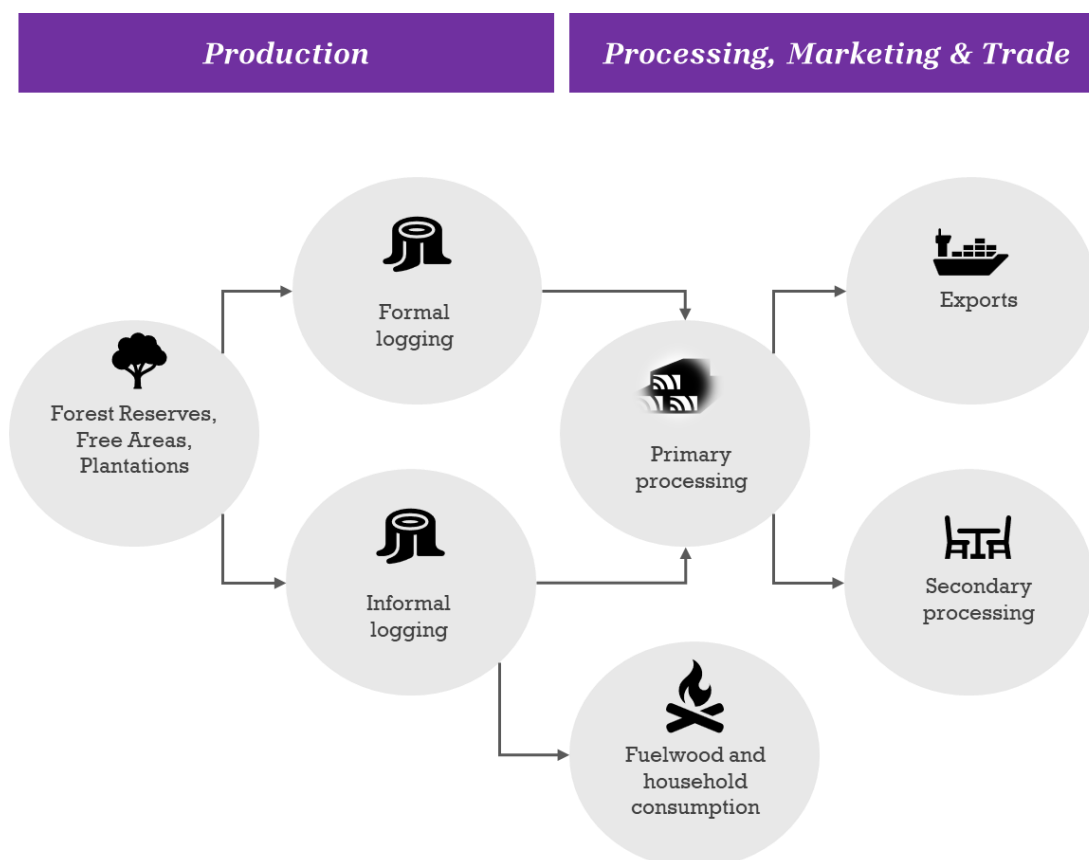 Production
Processing, Marketing & Trade
Formal
logging
Exports
Forest Reserves,
Free Areas,
Plantations
Primary
processing
Informal
logging
Secondary
processing
Fuelwood and
household
consumption